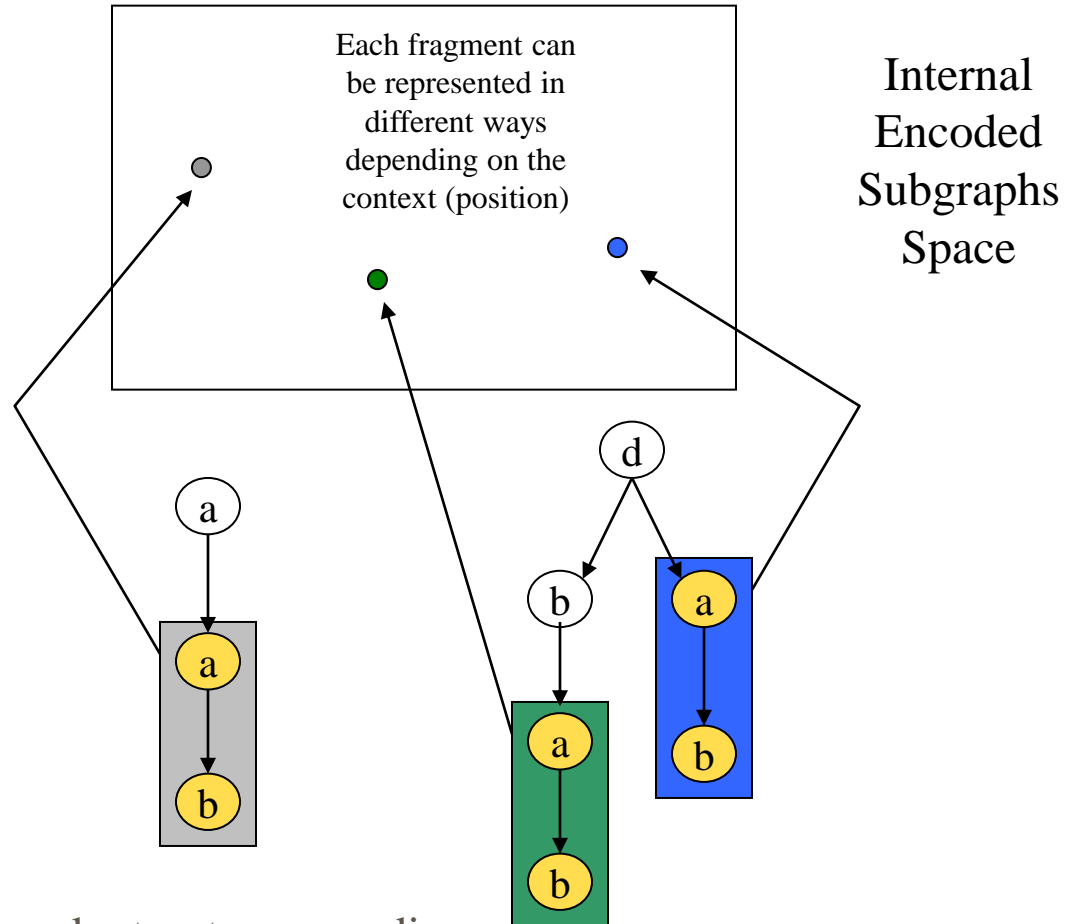 Each fragment can
be represented in
different ways
depending on the
context (position)
Internal
Encoded
Subgraphs
Space
d
a
b
a
a
a
b
b
b